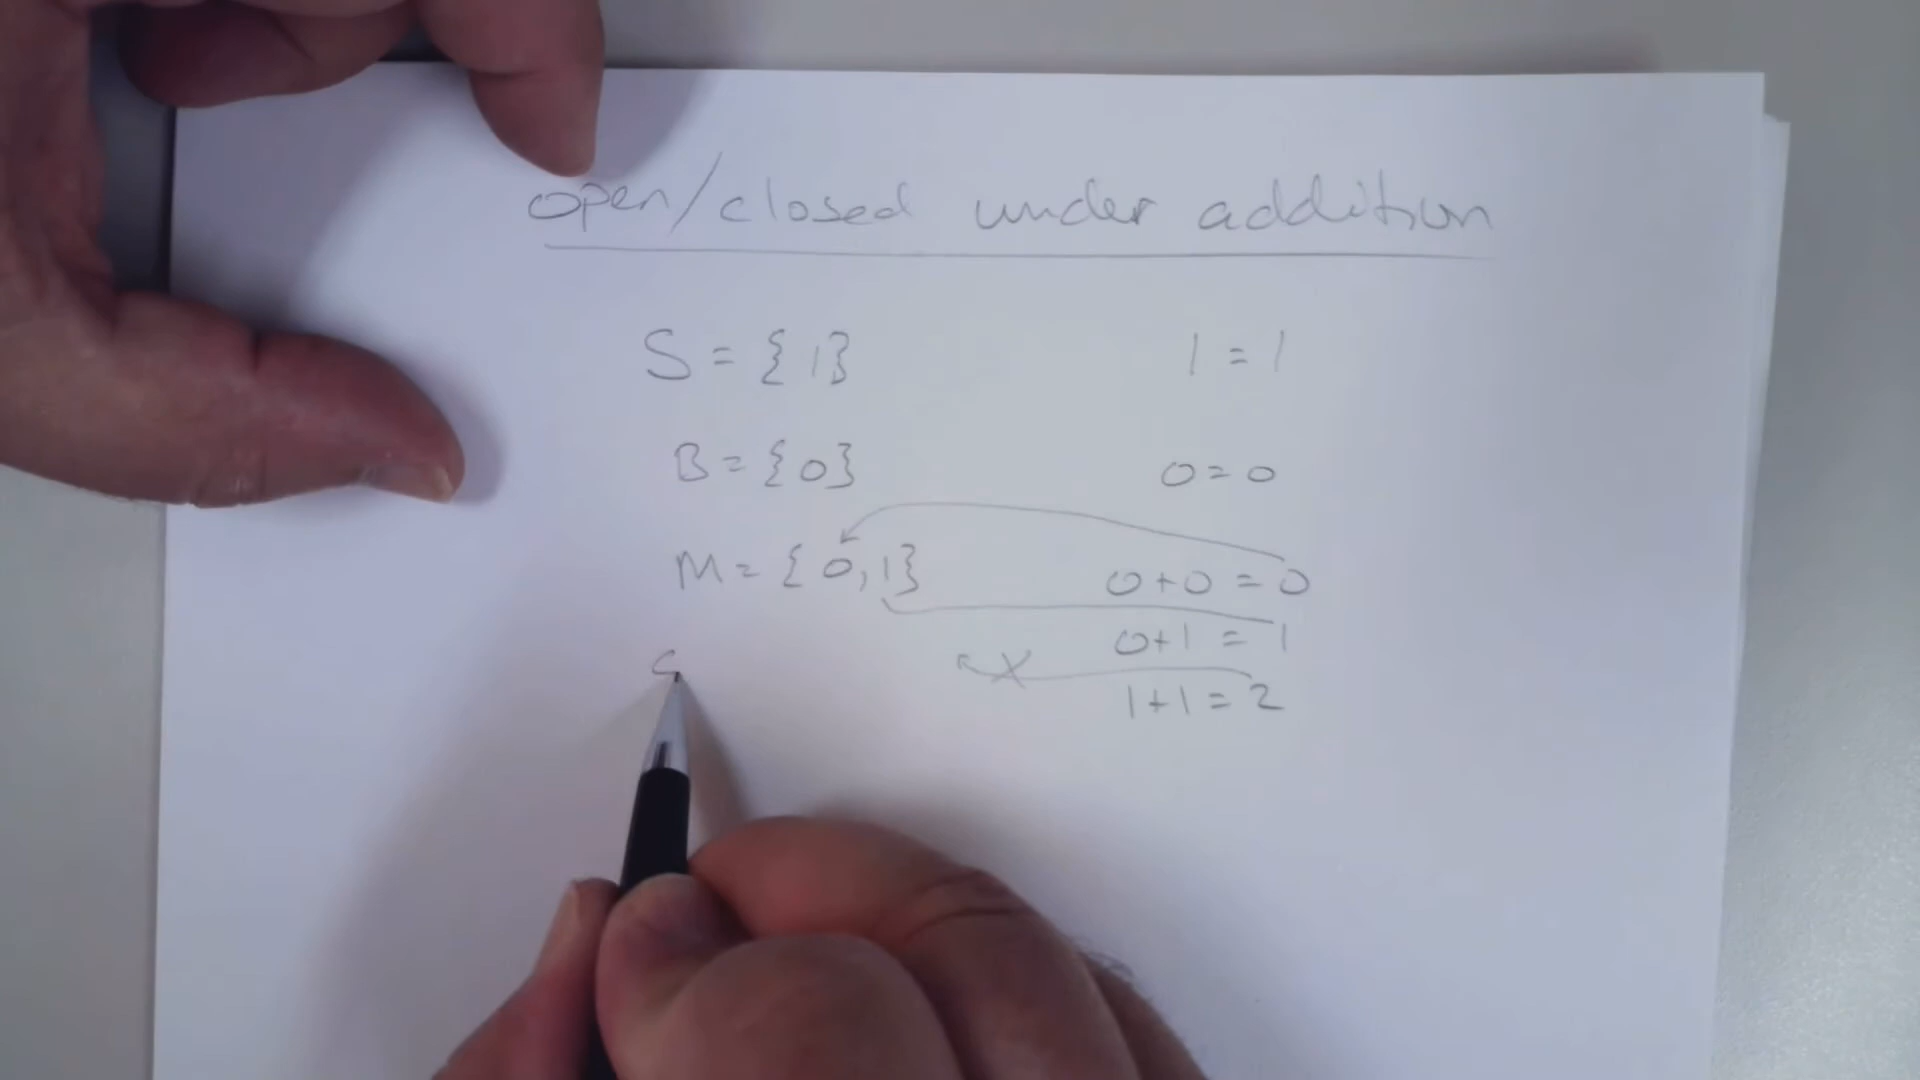 open/closed under addition
S = { 1} 1 = 1
B = { 0} 0 = 0
M = { 0, 1} 0+0 = 0
0+1 = 1
1+1 = 2